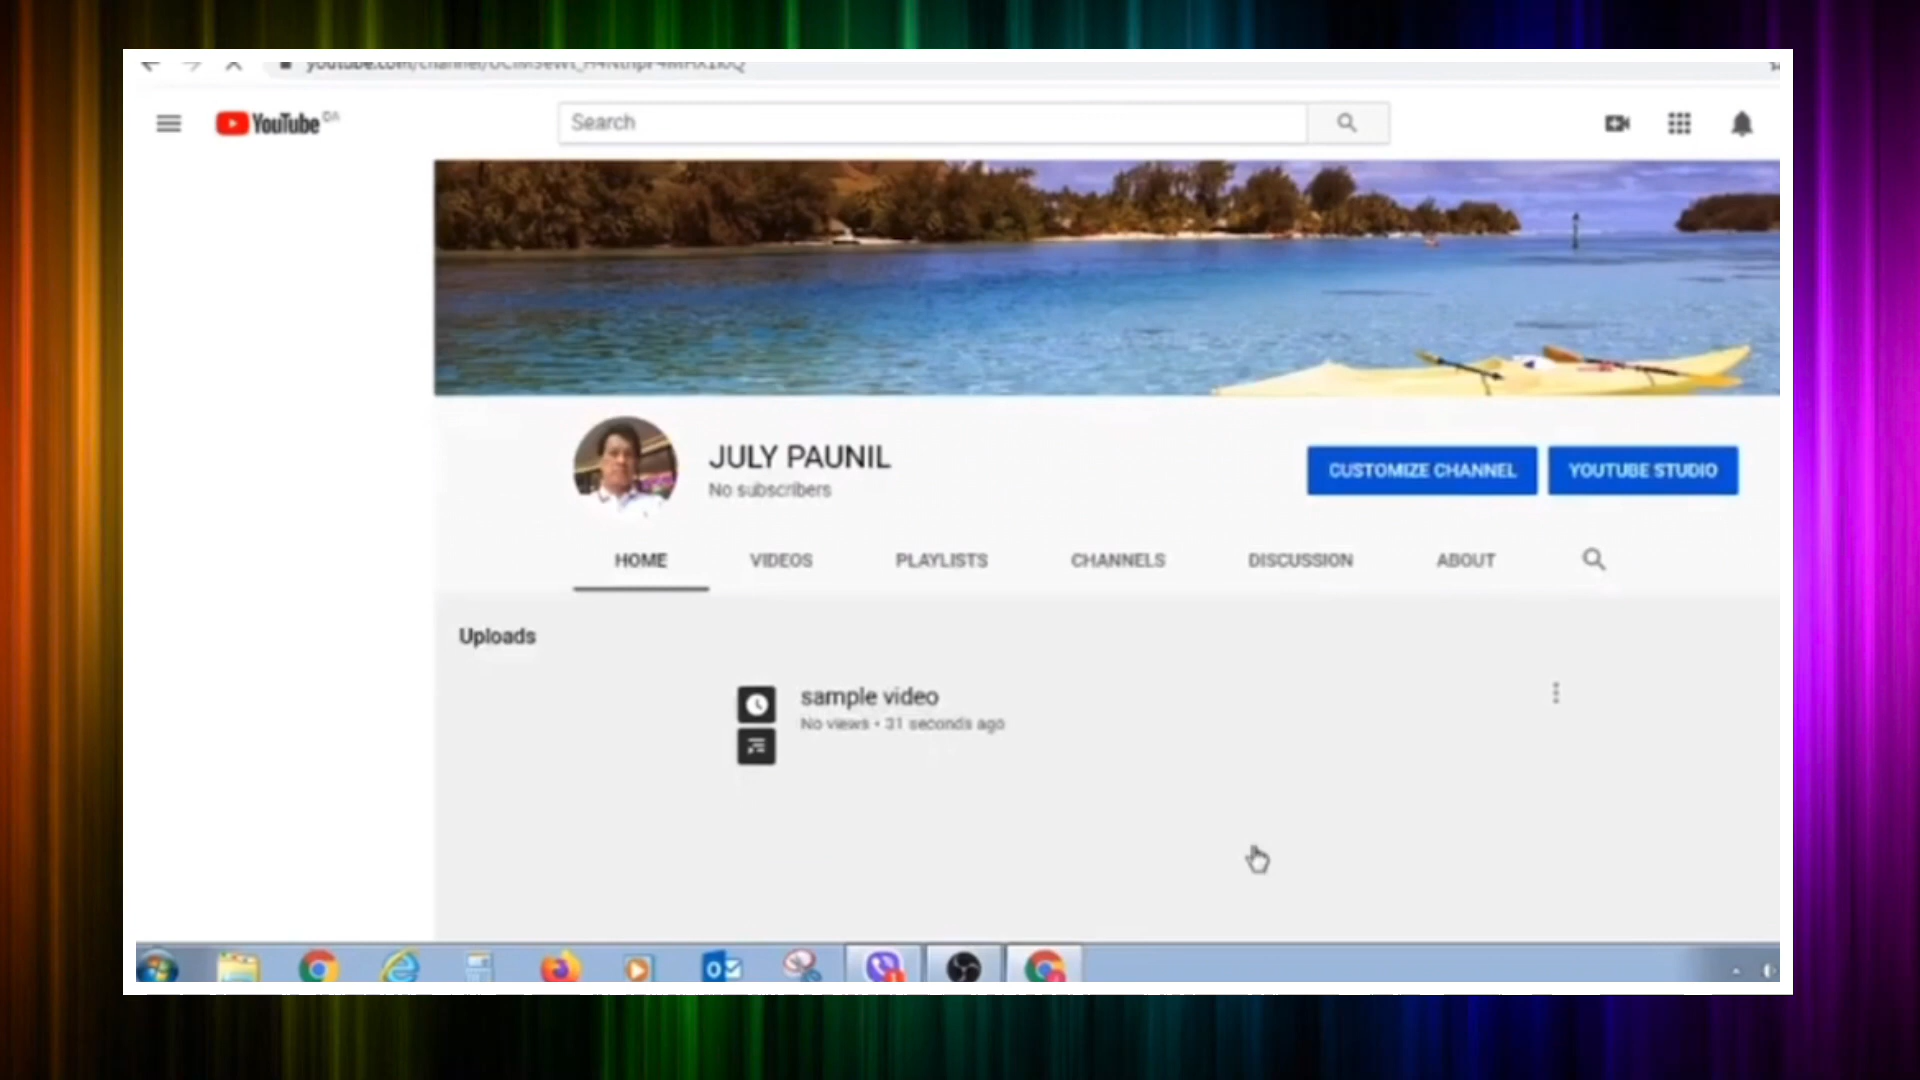 YouTube
Search
JULY PAUNIL
No subscribers
CUSTOMIZE CHANNEL
YOUTUBE STUDIO
HOME
VIDEOS
PLAYLISTS
CHANNELS
DISCUSSION
ABOUT
Uploads
sample video
No views • 31 seconds ago